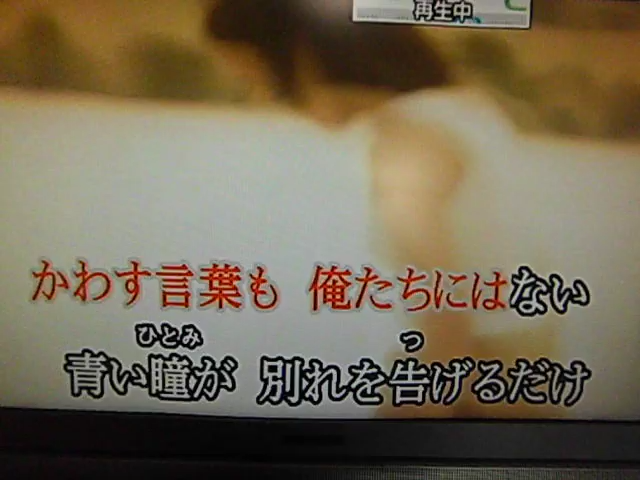 再生中
かわす言葉も 俺たちにはない
ひとみ つ
青い瞳が 別れを告げるだけ